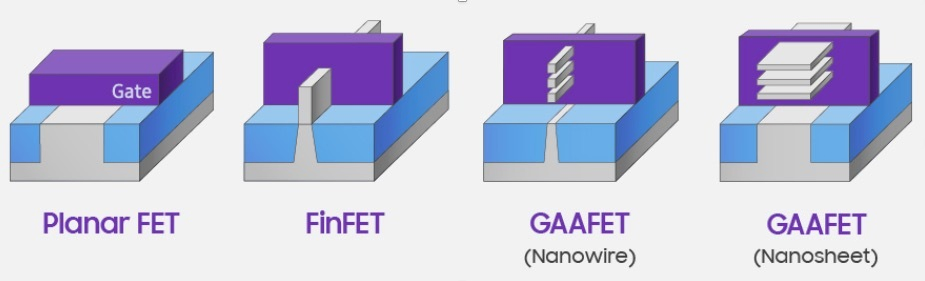 Gate
Planar FET
FinFET
GAAFET
(Nanowire)
GAAFET
(Nanosheet)